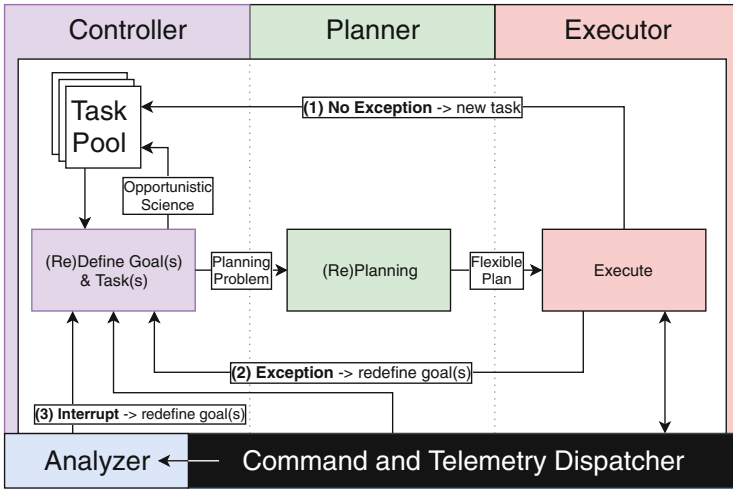 Controller
Planner
Executor
Task
Pool
(1) No Exception -> new task
Opportunistic
Science
(Re)Define Goal(s)
& Task(s)
Planning
Problem
(Re)Planning
Flexible
Plan
Execute
(2) Exception -> redefine goal(s)
(3) Interrupt -> redefine goal(s)
Analyzer
Command and Telemetry Dispatcher